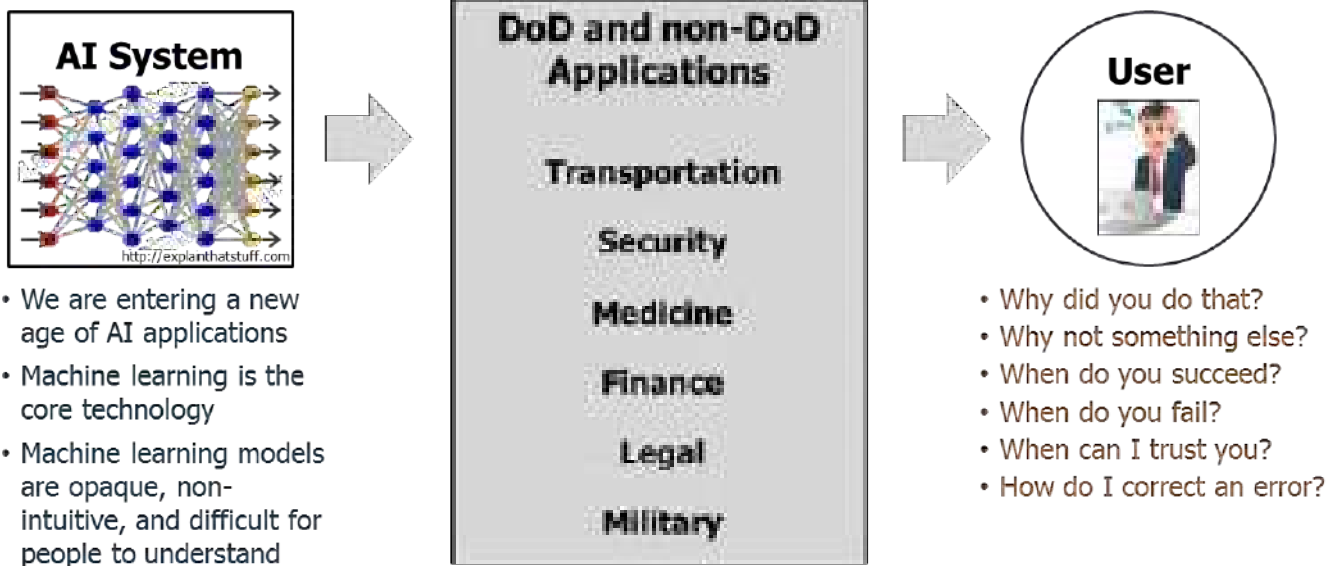 AI System
http://explainthatstuff.com
• We are entering a new
age of AI applications
• Machine learning is the
core technology
• Machine learning models
are opaque, non-
intuitive, and difficult for
people to understand
DoD and non-DoD
Applications
Transportation
Security
Medicine
Finance
Legal
Military
User
• Why did you do that?
• Why not something else?
• When do you succeed?
• When do you fail?
• When can I trust you?
• How do I correct an error?